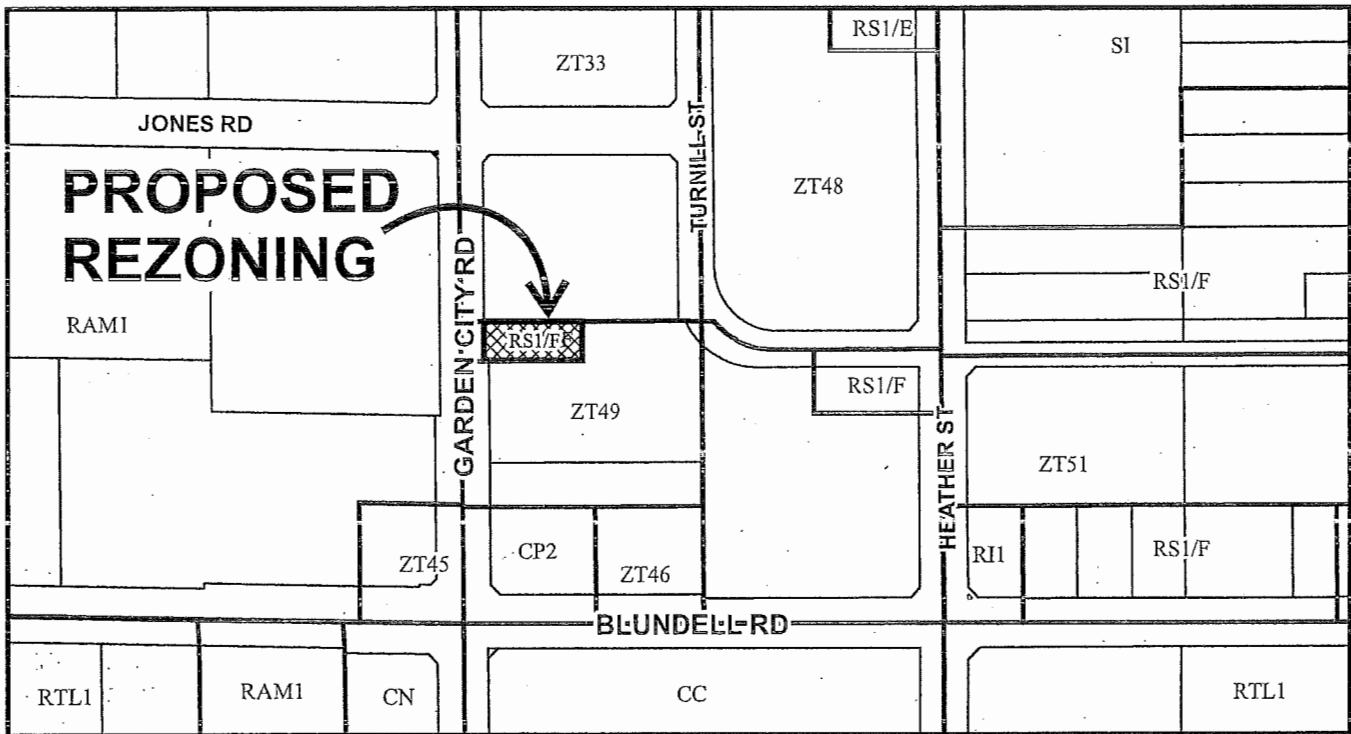 RS1/E
SI
ZT33
JONES RD
TURNILL ST
ZT48
PROPOSED
REZONING
GARDEN CITY RD
RS1/F
RAM1
RS1/F
RS1/F
ZT49
HEATHER ST
ZT51
ZT45
CP2
ZT46
RI1
RS1/F
BLUNDELL RD
RTL1
RAM1
CN
CC
RTL1